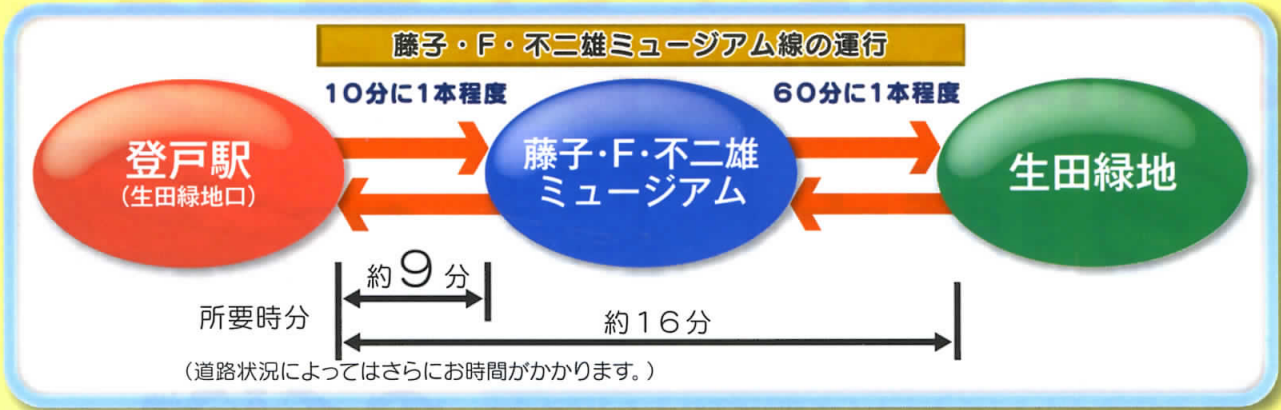 藤子・F・不二雄ミュージアム線の運行
10分に1本程度
60分に1本程度
登戸駅
(生田緑地口)
藤子・F・不二雄
ミュージアム
生田緑地
約9分
所要時分
約16分
(道路状況によってはさらにお時間がかかります。)